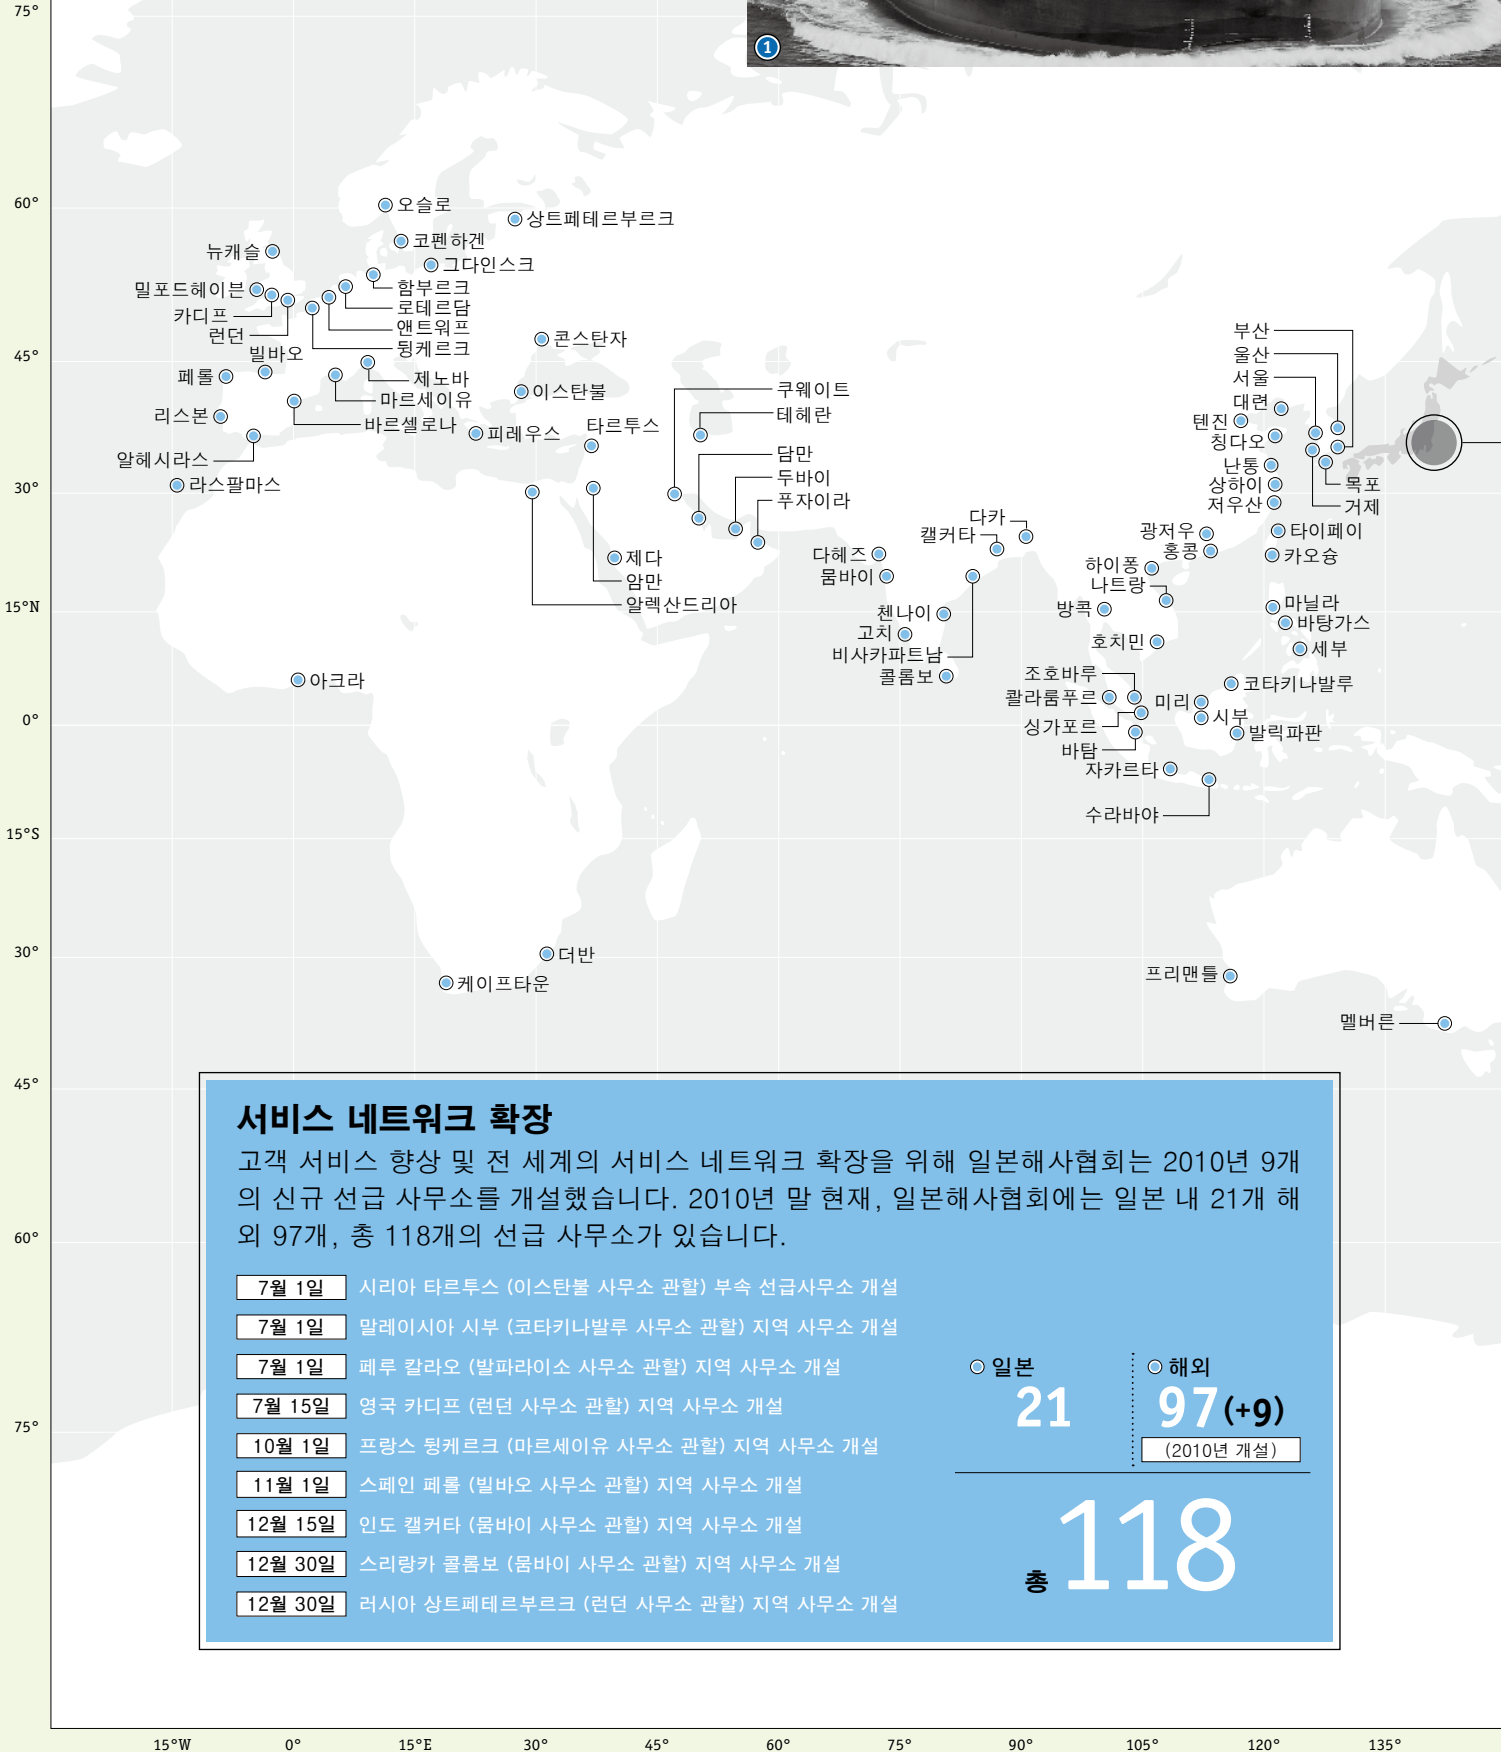 75°
1
60°
오슬로
상트페테르부르크
코펜하겐
뉴캐슬
그다인스크
밀포드헤이븐
함부르크
카디프
로테르담
런던
앤트워프
빌바오
뒹케르크
45°
콘스탄자
부산
울산
서울
페롤
제노바
이스탄불
쿠웨이트
대련
리스본
마르세이유
테헤란
텐진
바르셀로나
피레우스
타르투스
칭다오
알헤시라스
담만
난통
30°
라스팔마스
두바이
상하이
목포
푸자이라
저우산
거제
다카
캘커타
광저우
타이페이
제다
다헤즈
홍콩
카오슝
암만
뭄바이
하이퐁
나트랑
15°N
알렉산드리아
첸나이
방콕
마닐라
바탕가스
고치
호치민
세부
비사카파트남
콜롬보
아크라
조호바루
코타키나발루
콸라룸푸르
미리
0°
싱가포르
시부
바탐
발릭파판
자카르타
15°S
수라바야
30°
더반
케이프타운
프리맨틀
멜버른
45°
서비스 네트워크 확장
고객 서비스 향상 및 전 세계의 서비스 네트워크 확장을 위해 일본해사협회는 2010년 9개
의 신규 선급 사무소를 개설했습니다. 2010년 말 현재, 일본해사협회에는 일본 내 21개 해
외 97개, 총 118개의 선급 사무소가 있습니다.
60°
7월 1일 시리아 타르투스 (이스탄불 사무소 관할) 부속 선급사무소 개설
7월 1일 말레이시아 시부 (코타키나발루 사무소 관할) 지역 사무소 개설
7월 1일 페루 칼라오 (발파라이소 사무소 관할) 지역 사무소 개설
7월 15일 영국 카디프 (런던 사무소 관할) 지역 사무소 개설
10월 1일 프랑스 뒹케르크 (마르세이유 사무소 관할) 지역 사무소 개설
11월 1일 스페인 페롤 (빌바오 사무소 관할) 지역 사무소 개설
12월 15일 인도 캘커타 (뭄바이 사무소 관할) 지역 사무소 개설
12월 30일 스리랑카 콜롬보 (뭄바이 사무소 관할) 지역 사무소 개설
12월 30일 러시아 상트페테르부르크 (런던 사무소 관할) 지역 사무소 개설
일본
21
해외
97 (+9)
(2010년 개설)
총 118
75°
15°W 0° 15°E 30° 45° 60° 75° 90° 105° 120° 135°